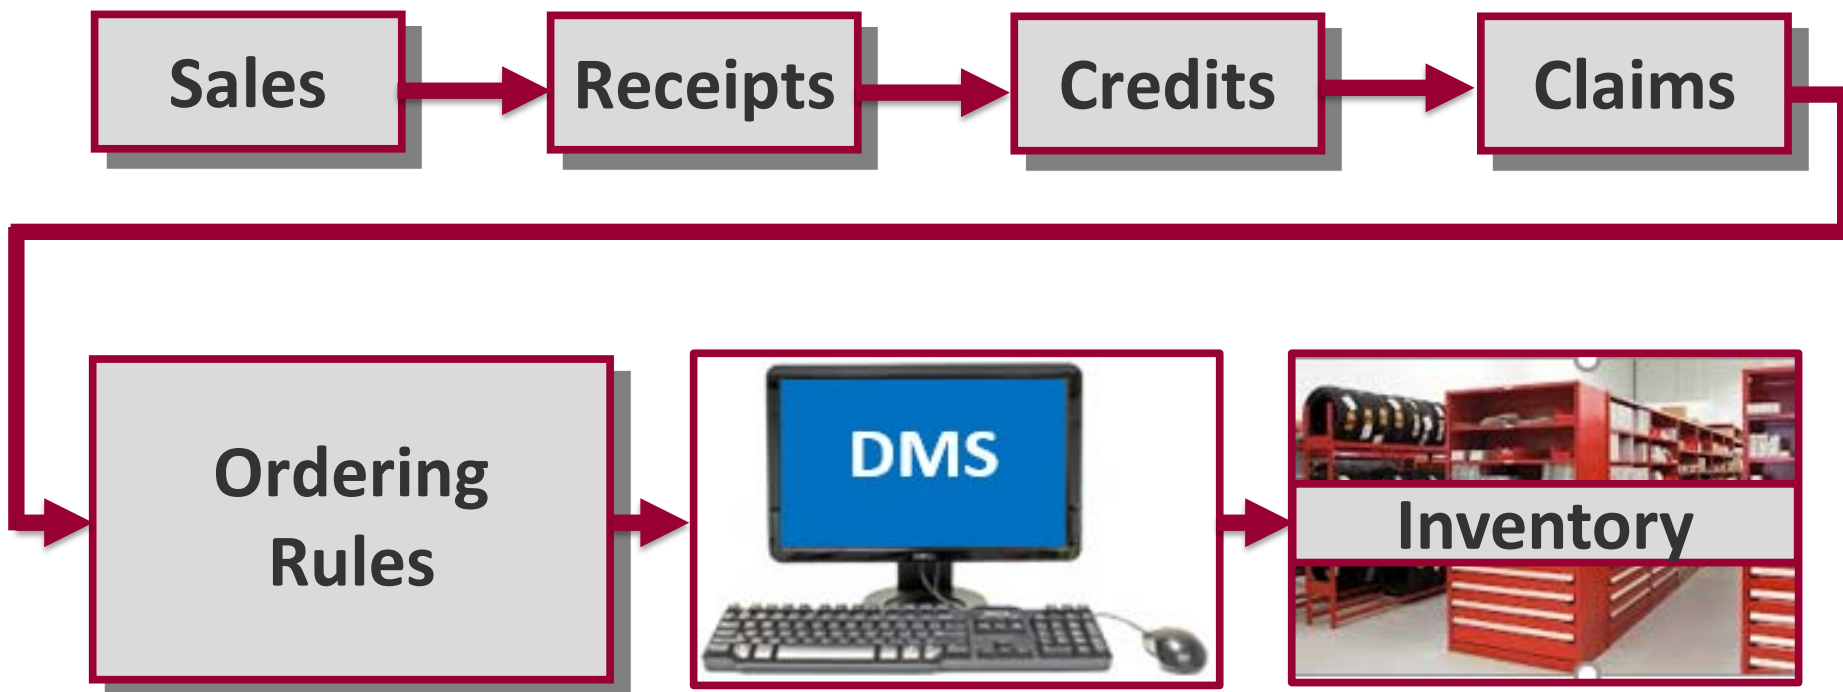 Sales
Receipts
Credits
Claims
Ordering
Rules
DMS
Inventory